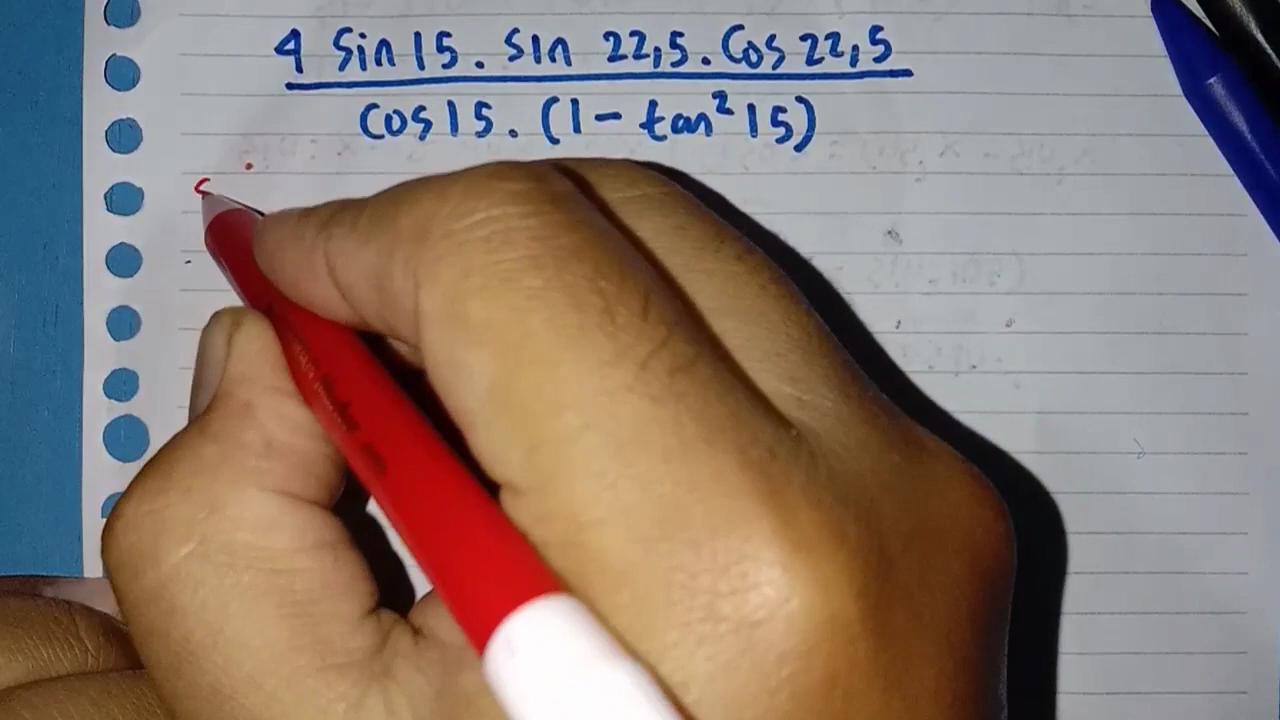 4 Sin 15 . Sin 22,5 . Cos 22,5
Cos 15 . (1 - tan² 15)